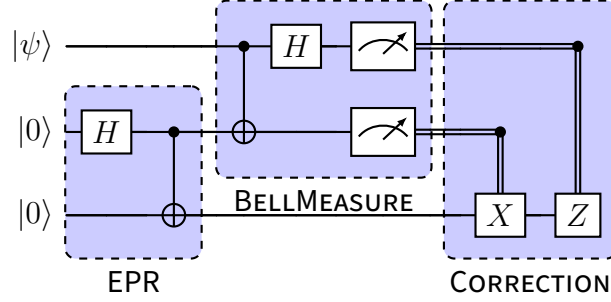 |ψ⟩ H
|0⟩ H
|0⟩ BELLMEASURE X Z
EPR CORRECTION